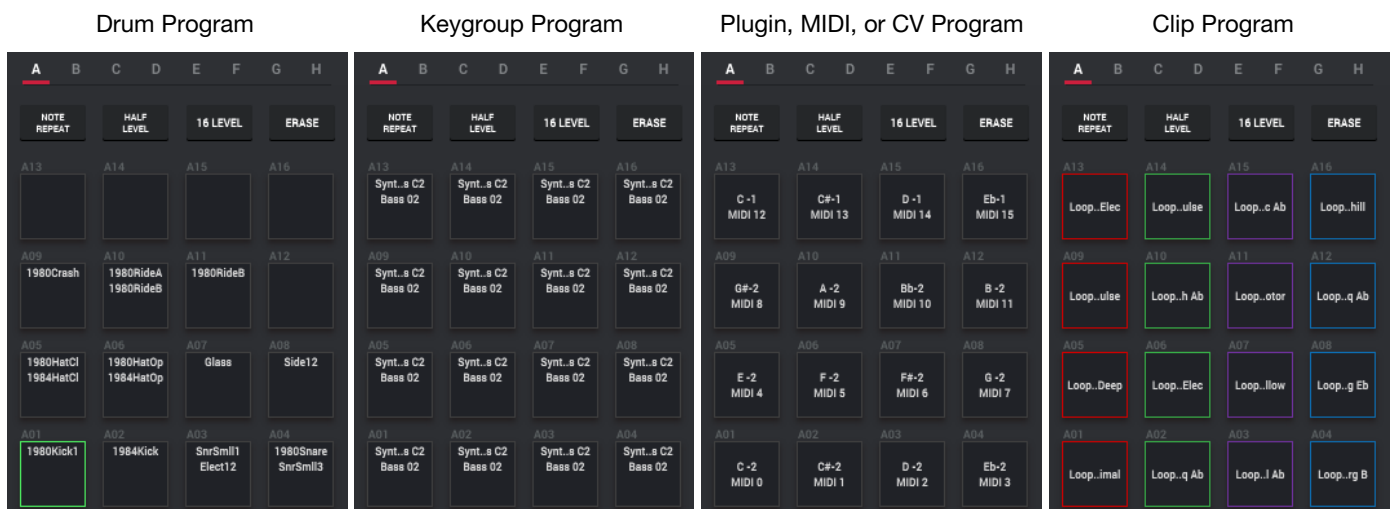 Drum Program
Keygroup Program
Plugin, MIDI, or CV Program
Clip Program
A B C D E F G H
NOTE REPEAT
HALF LEVEL
16 LEVEL
ERASE
A13 A14 A15 A16
A09 A10 A11 A12
1980Crash
1980RideA
1980RideB
1980RideB
A05 A06 A07 A08
1980HatCl
1984HatCl
1980HatOp
1984HatOp
Glass
Side12
A01 A02 A03 A04
1980Kick1
1984Kick
SnrSmll1
Elect12
1980Snare
SnrSmll3
A B C D E F G H
NOTE REPEAT
HALF LEVEL
16 LEVEL
ERASE
A13 A14 A15 A16
Synt..s C2 Synt..s C2 Synt..s C2 Synt..s C2
Bass 02 Bass 02 Bass 02 Bass 02
A09 A10 A11 A12
Synt..s C2 Synt..s C2 Synt..s C2 Synt..s C2
Bass 02 Bass 02 Bass 02 Bass 02
A05 A06 A07 A08
Synt..s C2 Synt..s C2 Synt..s C2 Synt..s C2
Bass 02 Bass 02 Bass 02 Bass 02
A01 A02 A03 A04
Synt..s C2 Synt..s C2 Synt..s C2 Synt..s C2
Bass 02 Bass 02 Bass 02 Bass 02
A B C D E F G H
NOTE REPEAT
HALF LEVEL
16 LEVEL
ERASE
A13 A14 A15 A16
C -1 C#-1 D -1 Eb-1
MIDI 12 MIDI 13 MIDI 14 MIDI 15
A09 A10 A11 A12
G#-2 A -2 Bb-2 B -2
MIDI 8 MIDI 9 MIDI 10 MIDI 11
A05 A06 A07 A08
E -2 F -2 F#-2 G -2
MIDI 4 MIDI 5 MIDI 6 MIDI 7
A01 A02 A03 A04
C -2 C#-2 D -2 Eb-2
MIDI 0 MIDI 1 MIDI 2 MIDI 3
A B C D E F G H
NOTE REPEAT
HALF LEVEL
16 LEVEL
ERASE
A13 A14 A15 A16
Loop..Elec Loop..ulse Loop..c Ab Loop..hill
A09 A10 A11 A12
Loop..ulse Loop..h Ab Loop..otor Loop..q Ab
A05 A06 A07 A08
Loop..Deep Loop..Elec Loop..llow Loop..g Eb
A01 A02 A03 A04
Loop..imal Loop..q Ab Loop..l Ab Loop..rg B